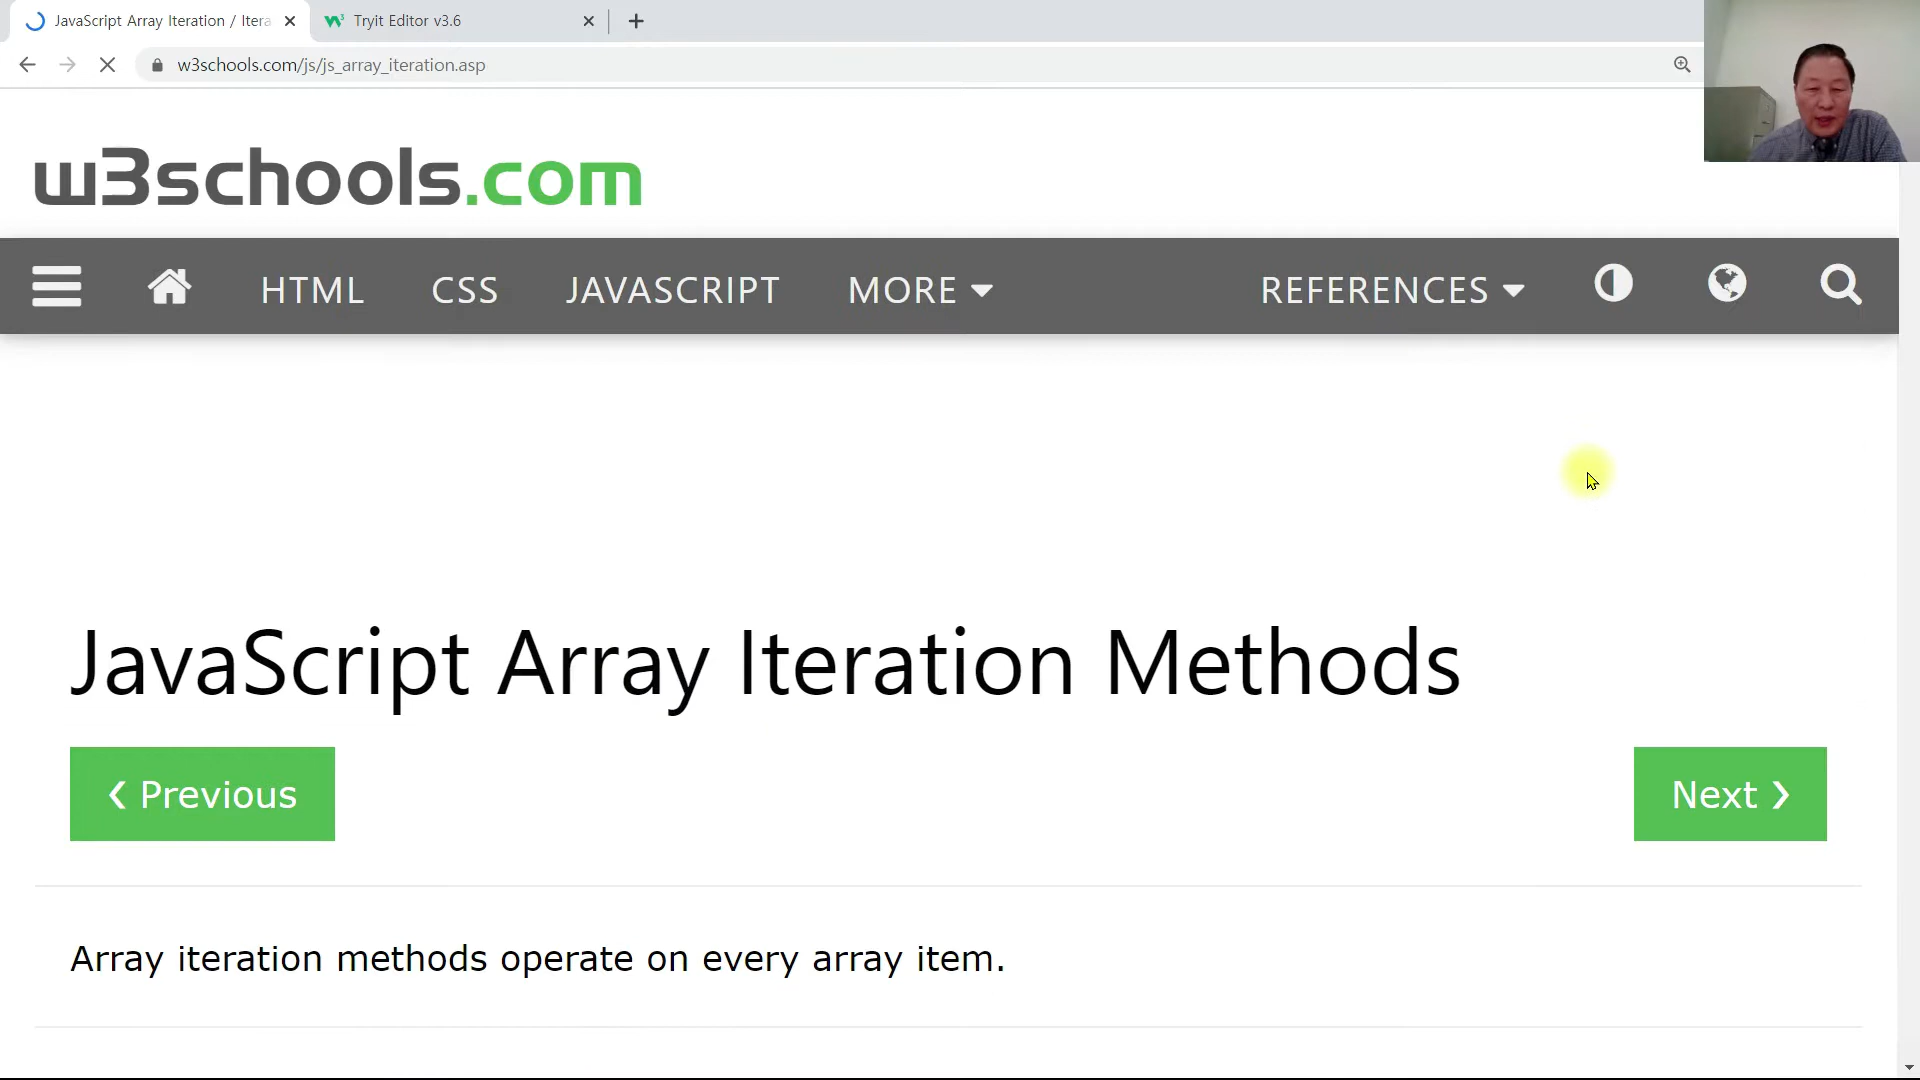 JavaScript Array Iteration / Itera
Tryit Editor v3.6
w3schools.com/js/js_array_iteration.asp
w3schools.com
HTML CSS JAVASCRIPT MORE REFERENCES
JavaScript Array Iteration Methods
❮ Previous
Next ❯
Array iteration methods operate on every array item.